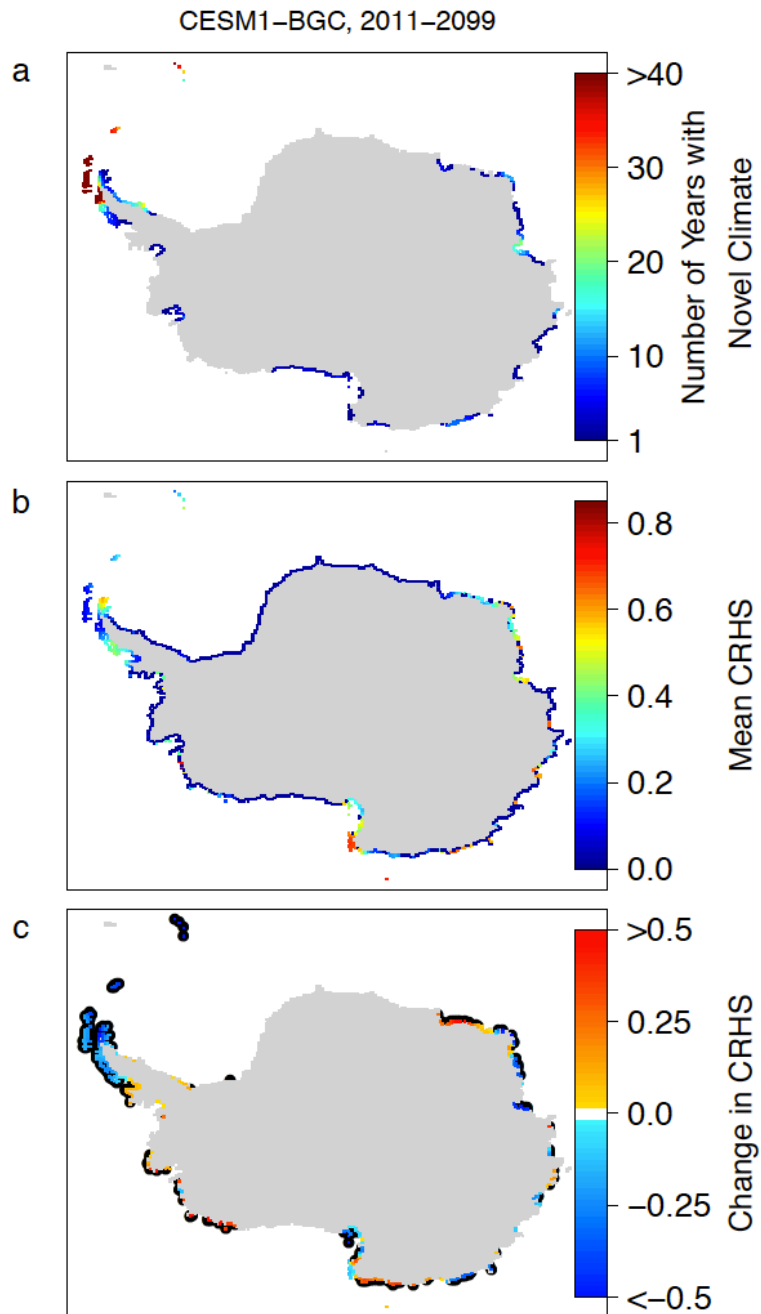 CESM1−BGC, 2011−2099
a
>40
30
20
10
1
Number of Years with
Novel Climate
b
0.8
0.6
0.4
0.2
0.0
Mean CRHS
c
>0.5
0.25
0.0
−0.25
<−0.5
Change in CRHS